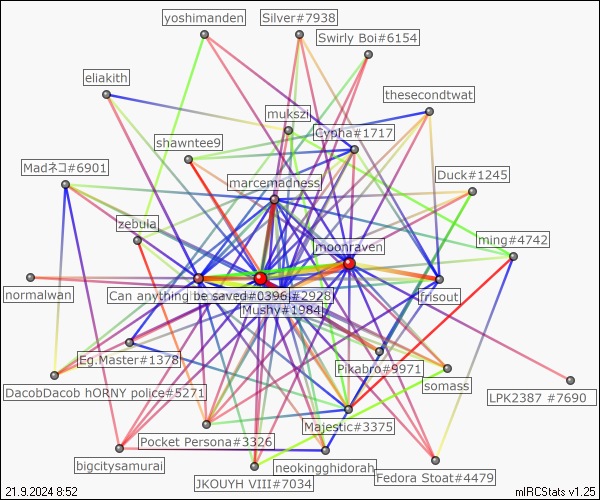 yoshimanden
Silver#7938
Swirly Boi#6154
eliakith
thesecondtwat
mukszi
Cypha#1717
shawntee9
Madネコ#6901
marcemadness
Duck#1245
zebula
moonraven
ming#4742
normalwan
Can anything be saved#0396
#2928
frisout
Mushy#1984
Eg.Master#1378
Pikabro#9971
somass
DacobDacob hORNY police#5271
LPK2387 #7690
Majestic#3375
Pocket Persona#3326
bigcitysamurai
neokingghidorah
Fedora Stoat#4479
JKOUYH VIII#7034
21.9.2024 8:52
mIRCStats v1.25